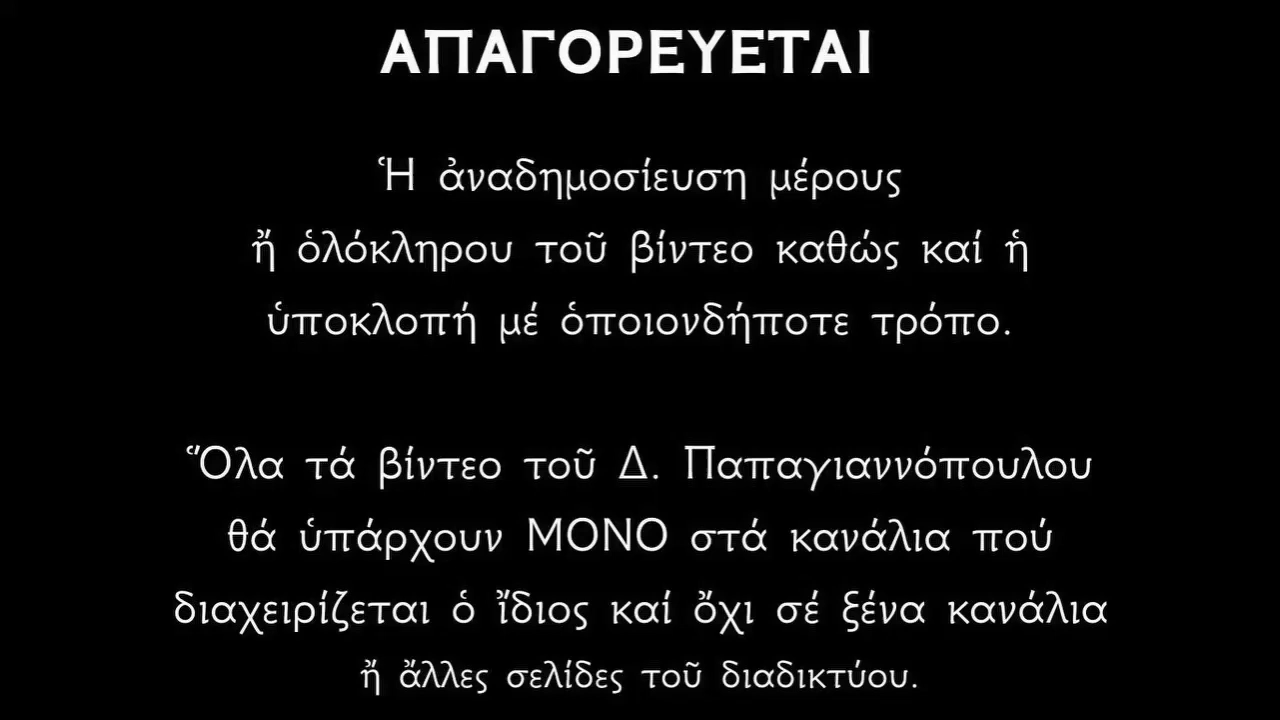 ΑΠΑΓΟΡΕΥΕΤΑΙ
Ἡ ἀναδημοσίευση μέρους
ἤ ὁλόκληρου τοῦ βίντεο καθώς καί ἡ
ὑποκλοπή μέ ὁποιονδήποτε τρόπο.
Ὅλα τά βίντεο τοῦ Δ. Παπαγιαννόπουλου
θά ὑπάρχουν ΜΟΝΟ στά κανάλια πού
διαχειρίζεται ὁ ἴδιος καί ὄχι σέ ξένα κανάλια
ἤ ἄλλες σελίδες τοῦ διαδικτύου.